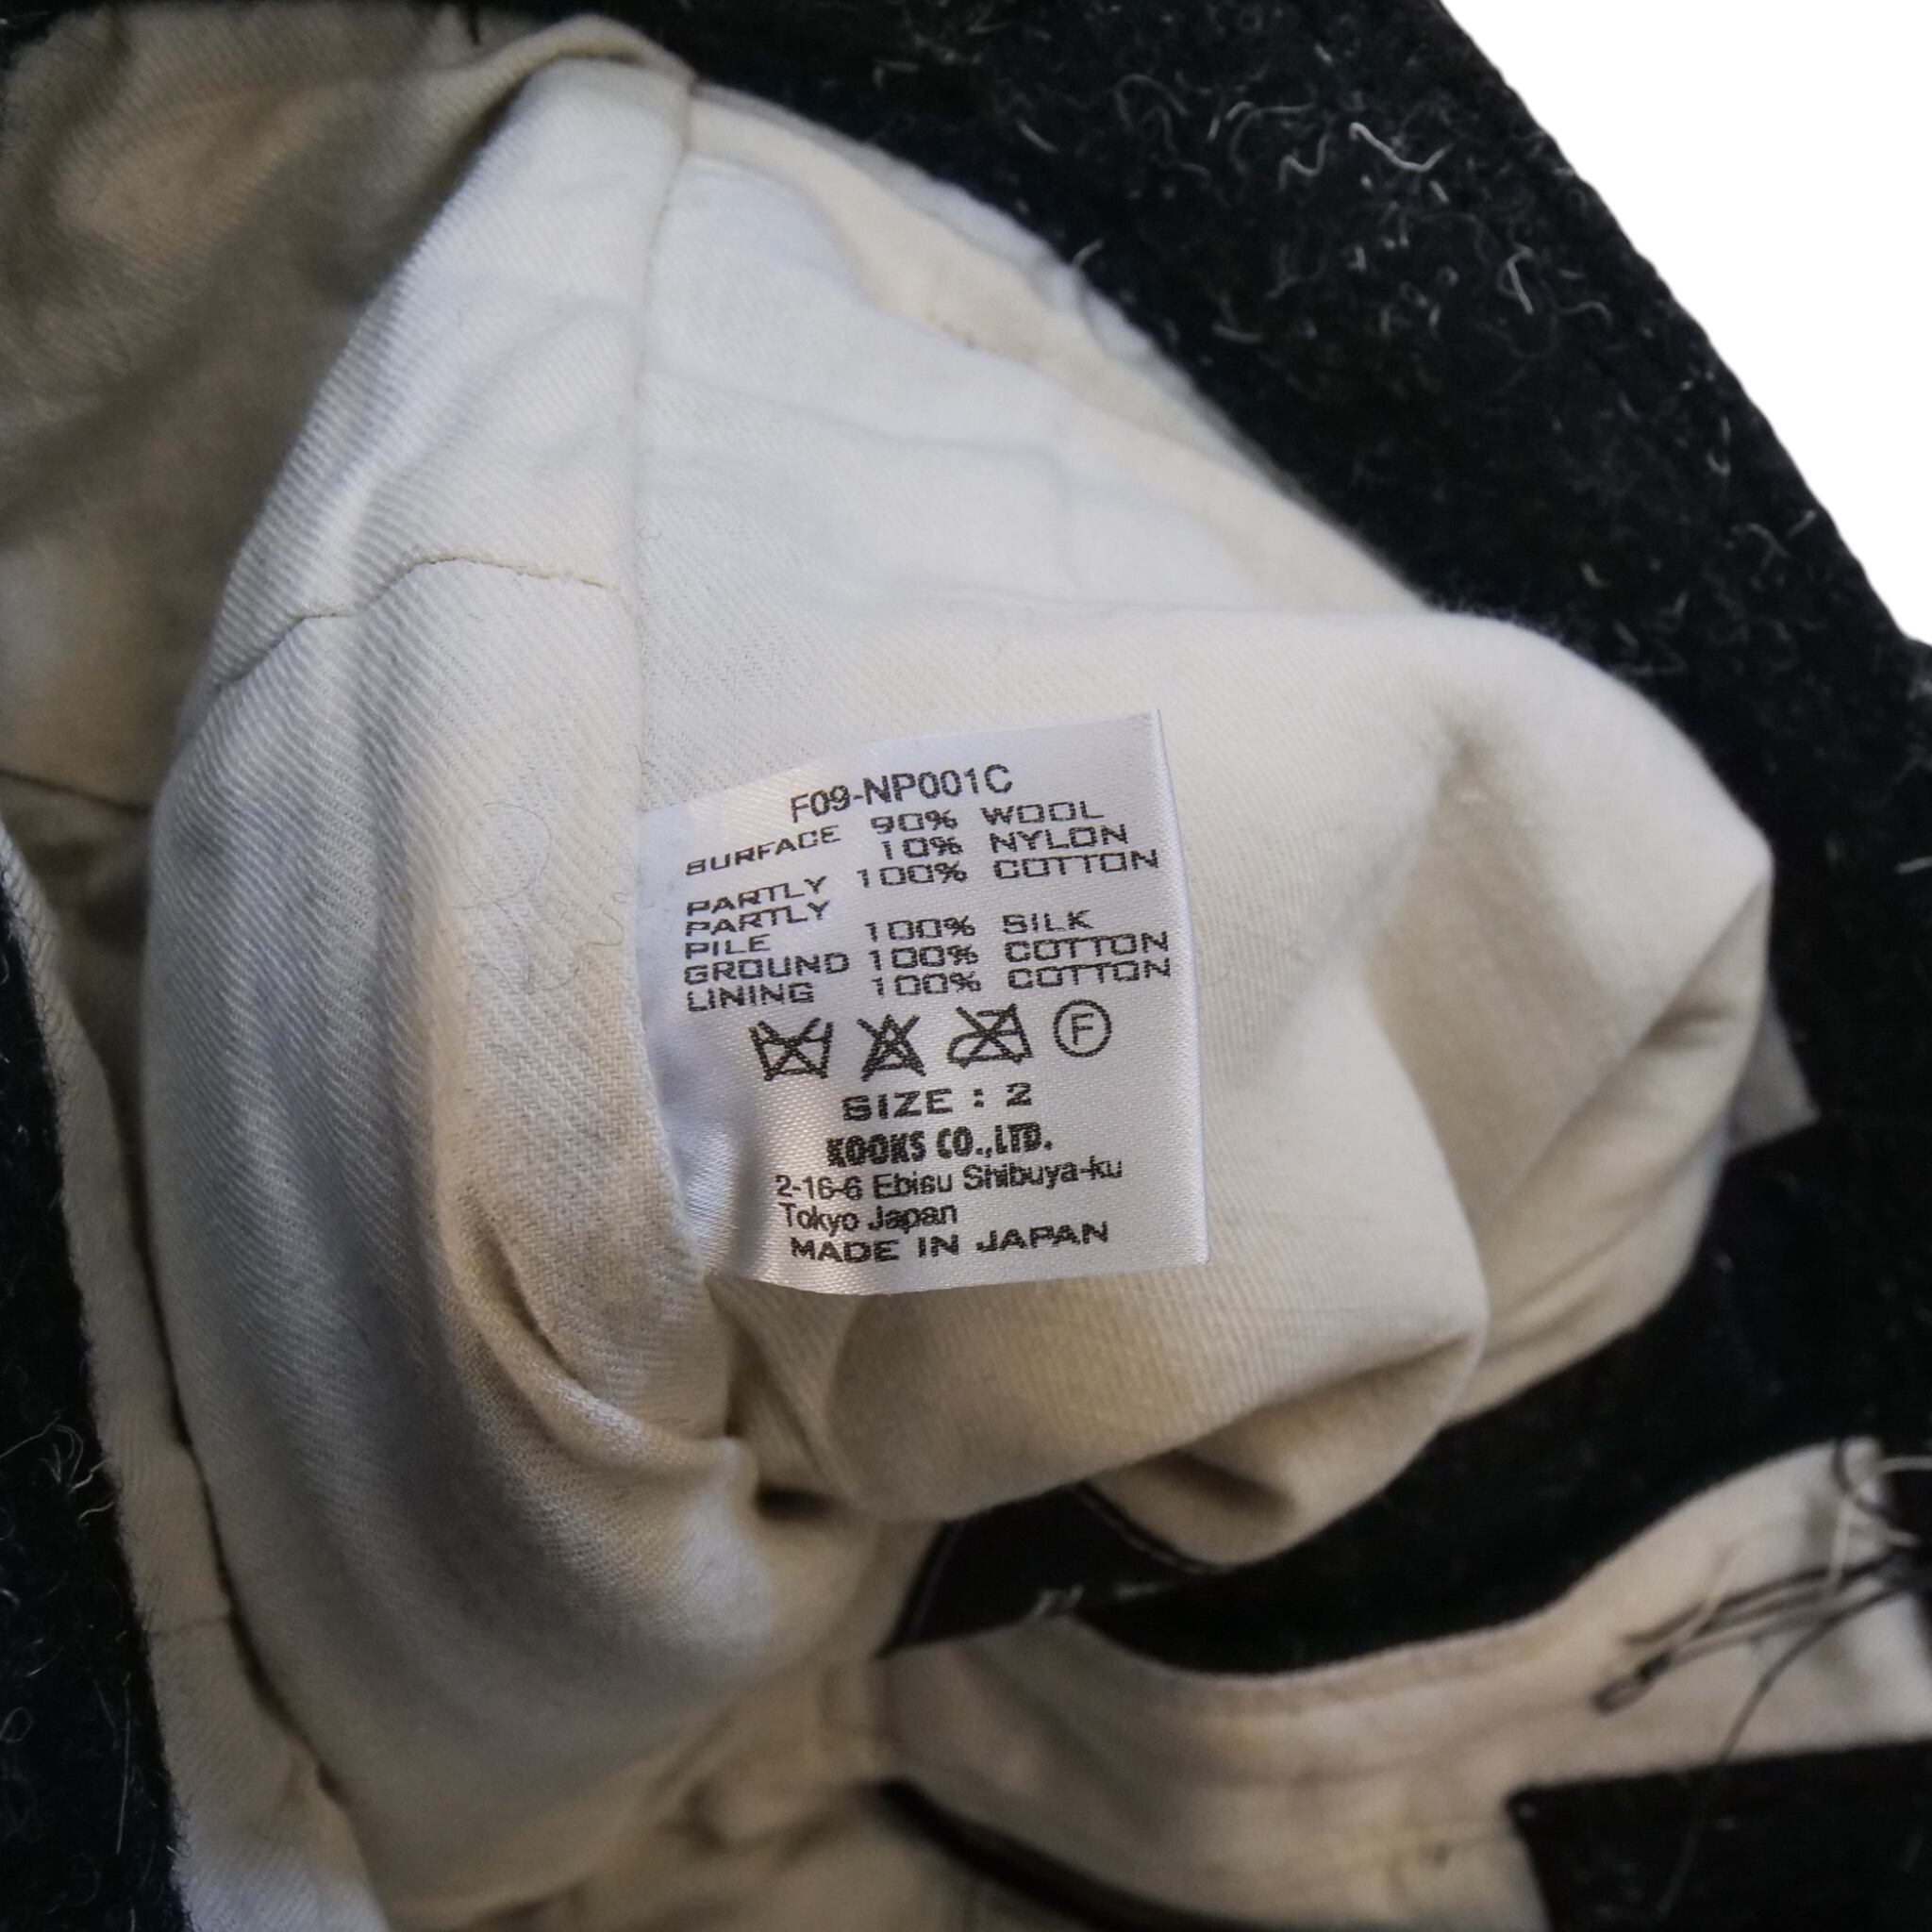 F09-NP001C
SURFACE 90% WOOL
10% NYLON
PARTLY 100% COTTON
PARTLY
PILE 100% SILK
GROUND 100% COTTON
LINING 100% COTTON
F
SIZE : 2
KOOKS CO.,LTD.
2-16-6 Ebisu Shibuya-ku
Tokyo Japan
MADE IN JAPAN